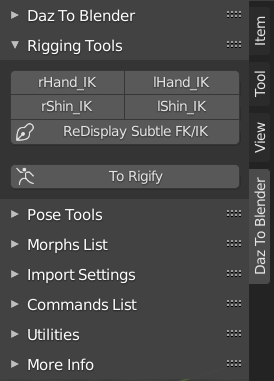 Daz To Blender
Rigging Tools
rHand_IK lHand_IK
rShin_IK lShin_IK
ReDisplay Subtle FK/IK
To Rigify
Pose Tools
Morphs List
Import Settings
Commands List
Utilities
More Info
Item
Tool
View
Daz To Blender